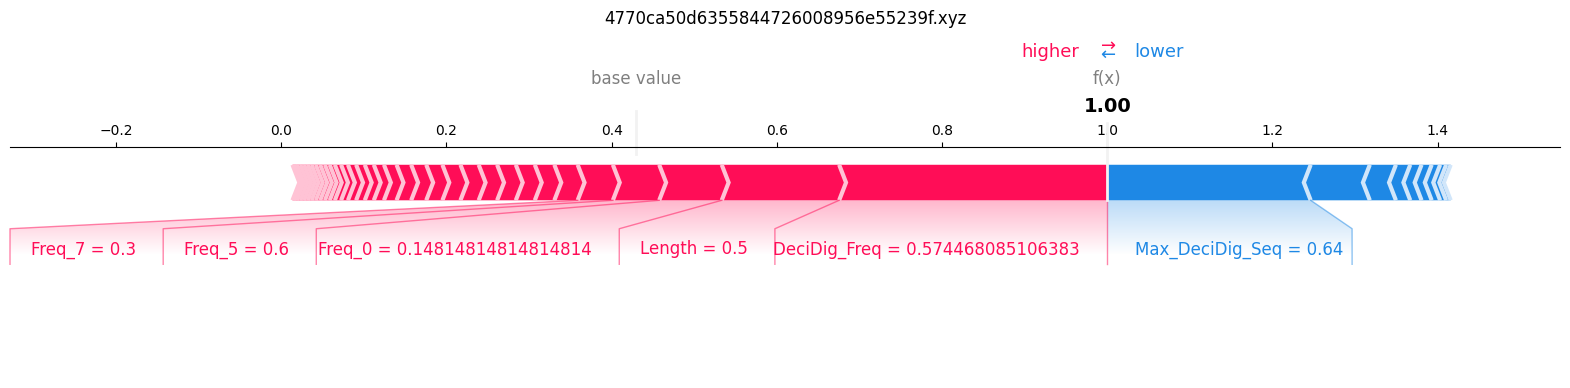 4770ca50d6355844726008956e55239f.xyz
higher ⇄ lower
base value f(x)
1.00
−0.2 0.0 0.2 0.4 0.6 0.8 1.0 1.2 1.4
Freq_7 = 0.3 Freq_5 = 0.6 Freq_0 = 0.14814814814814814 Length = 0.5 DeciDig_Freq = 0.574468085106383 Max_DeciDig_Seq = 0.64